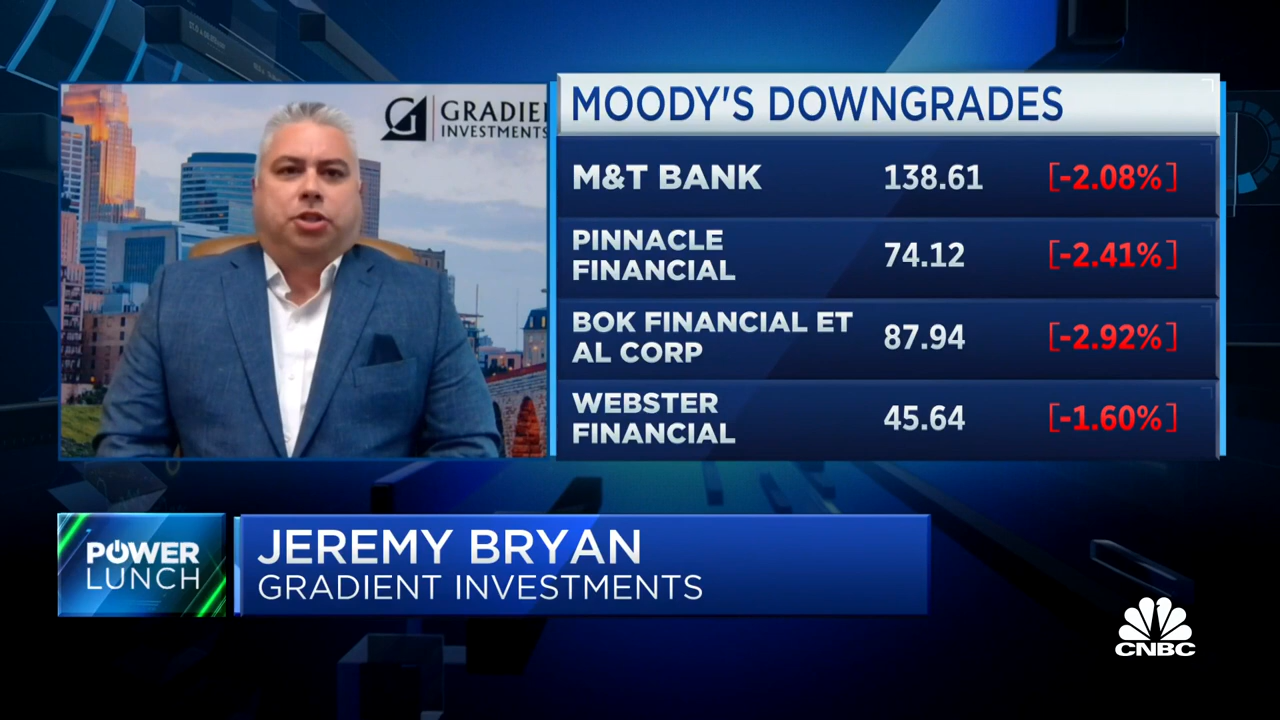 GRADIE
INVESTMENTS
MOODY'S DOWNGRADES
M&T BANK 138.61 [-2.08%]
PINNACLE
FINANCIAL 74.12 [-2.41%]
BOK FINANCIAL ET
AL CORP 87.94 [-2.92%]
WEBSTER
FINANCIAL 45.64 [-1.60%]
POWER
LUNCH
JEREMY BRYAN
GRADIENT INVESTMENTS
CNBC